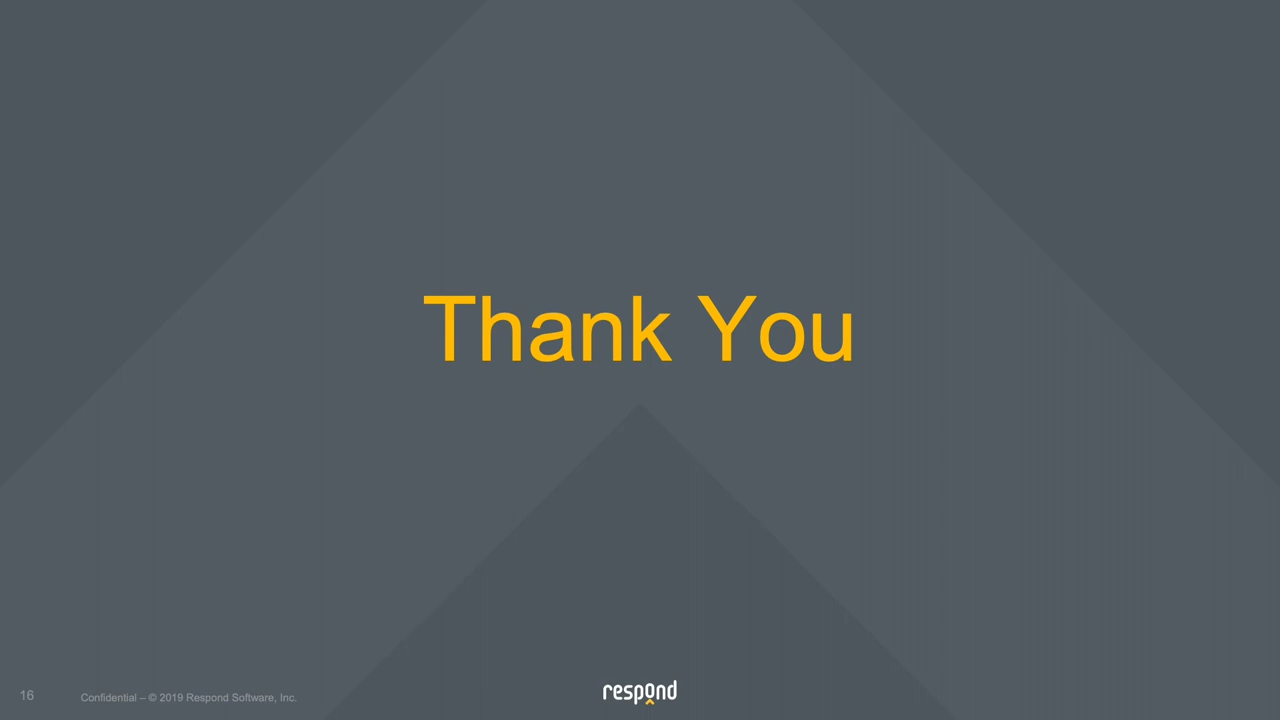 Thank You
16
Confidential – © 2019 Respond Software, Inc.
respond